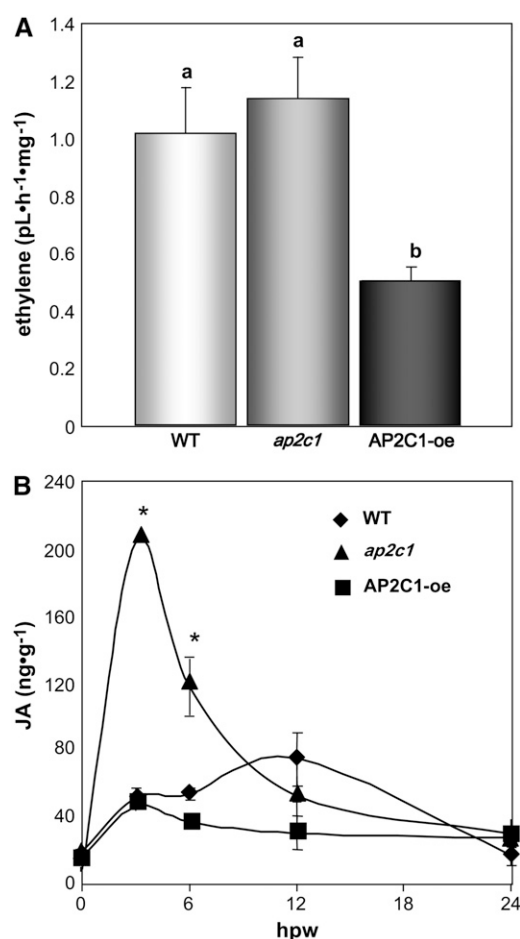 A
ethylene (pL•h-1•mg-1)
1.4
1.2
1.0
0.8
0.6
0.4
0.2
0
a
a
b
WT
ap2c1
AP2C1-oe
B
JA (ng•g-1)
240
200
160
120
80
40
0
*
*
WT
ap2c1
AP2C1-oe
0
6
12
18
24
hpw